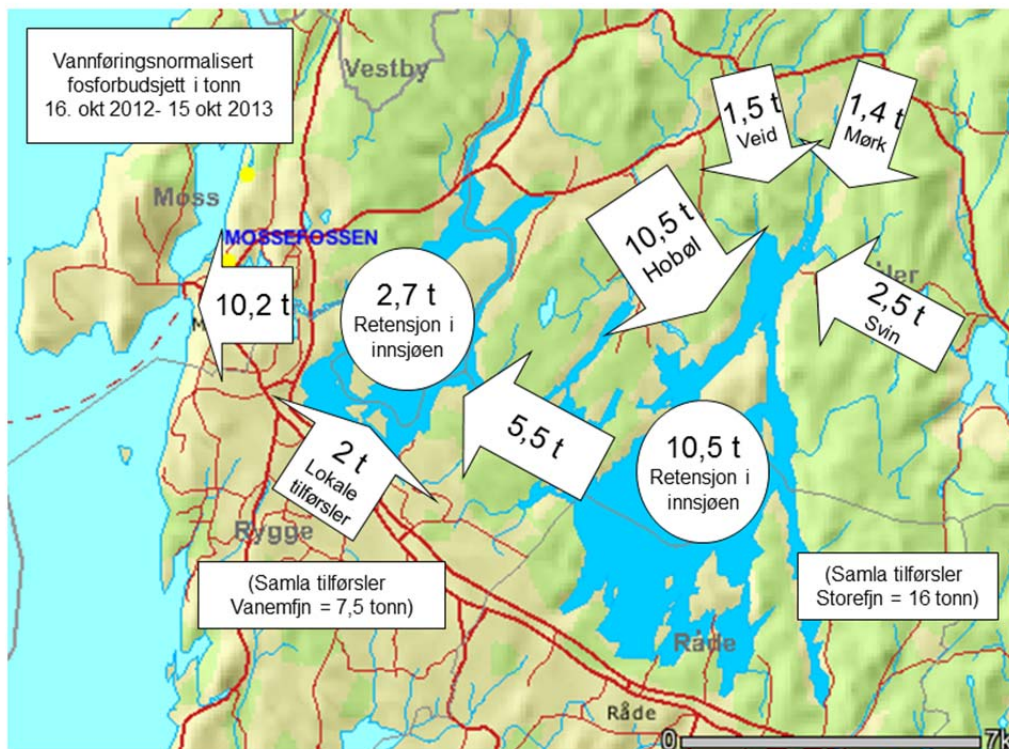 Vannføringsnormalisert
fosforbudsjett i tonn
16. okt 2012- 15 okt 2013
Vestby
1,5 t
Veid
1,4 t
Mørk
Moss
MOSSEFOSSEN
10,5 t
Hobøl
2,5 t
Svin
10,2 t
2,7 t
Retensjon i
innsjøen
5,5 t
10,5 t
Retensjon i
innsjøen
2 t
Lokale
tilførsler
Rygge
(Samla tilførsler
Vanemfjn = 7,5 tonn)
(Samla tilførsler
Storefjn = 16 tonn)
Råde
Råde
0